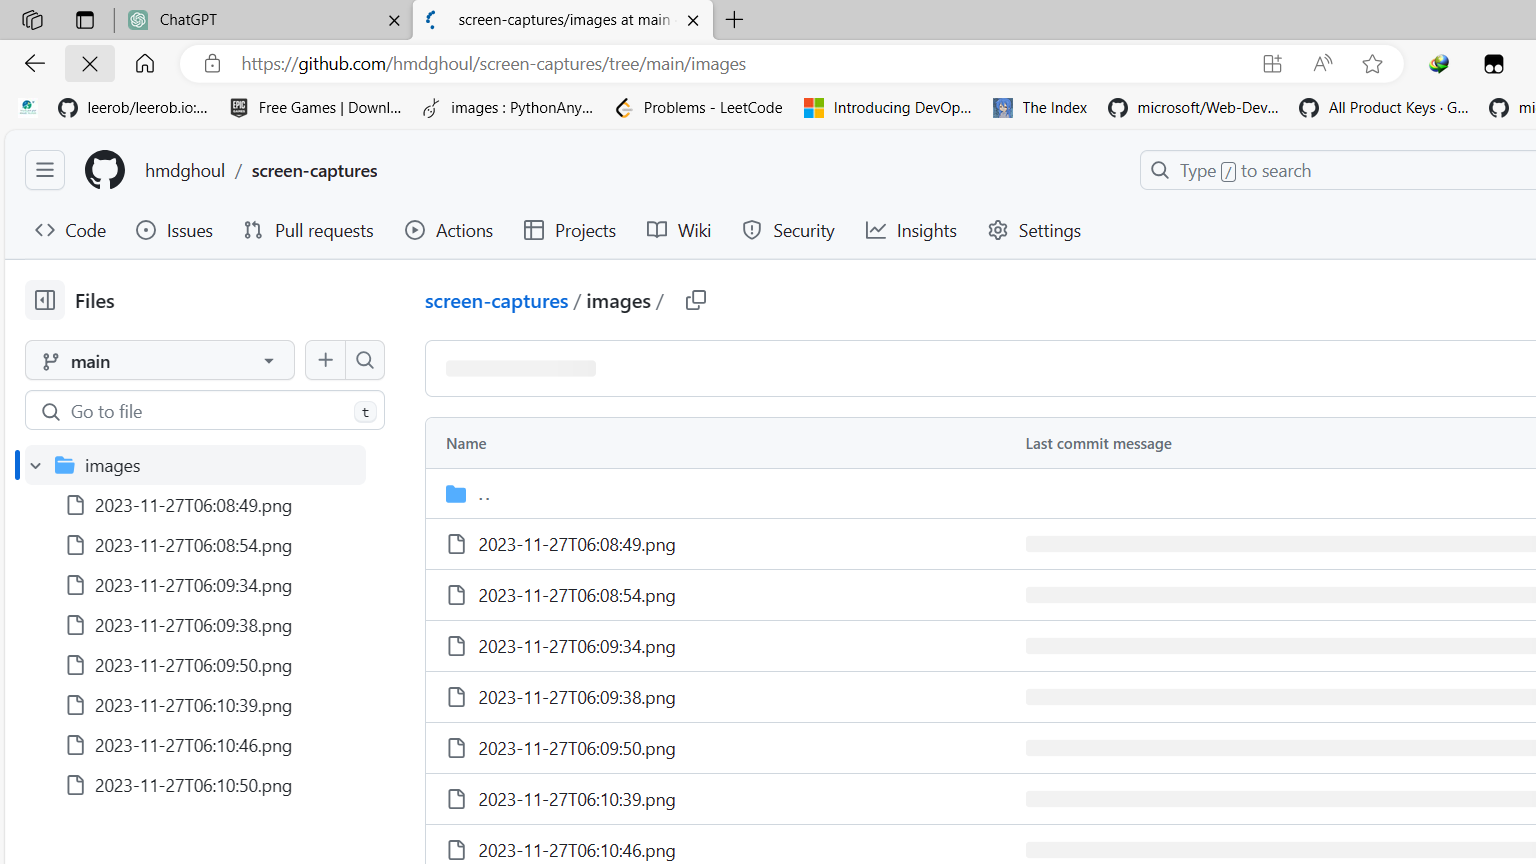 ChatGPT
screen-captures/images at main
https://github.com/hmdghoul/screen-captures/tree/main/images
leerob/leerob.io:... Free Games | Downl... images : PythonAny... Problems - LeetCode Introducing DevOp... The Index microsoft/Web-Dev... All Product Keys · G... mi
hmdghoul / screen-captures
Type / to search
Code Issues Pull requests Actions Projects Wiki Security Insights Settings
Files
main
Go to file t
images
2023-11-27T06:08:49.png
2023-11-27T06:08:54.png
2023-11-27T06:09:34.png
2023-11-27T06:09:38.png
2023-11-27T06:09:50.png
2023-11-27T06:10:39.png
2023-11-27T06:10:46.png
2023-11-27T06:10:50.png
screen-captures / images /
Name Last commit message
..
2023-11-27T06:08:49.png
2023-11-27T06:08:54.png
2023-11-27T06:09:34.png
2023-11-27T06:09:38.png
2023-11-27T06:09:50.png
2023-11-27T06:10:39.png
2023-11-27T06:10:46.png